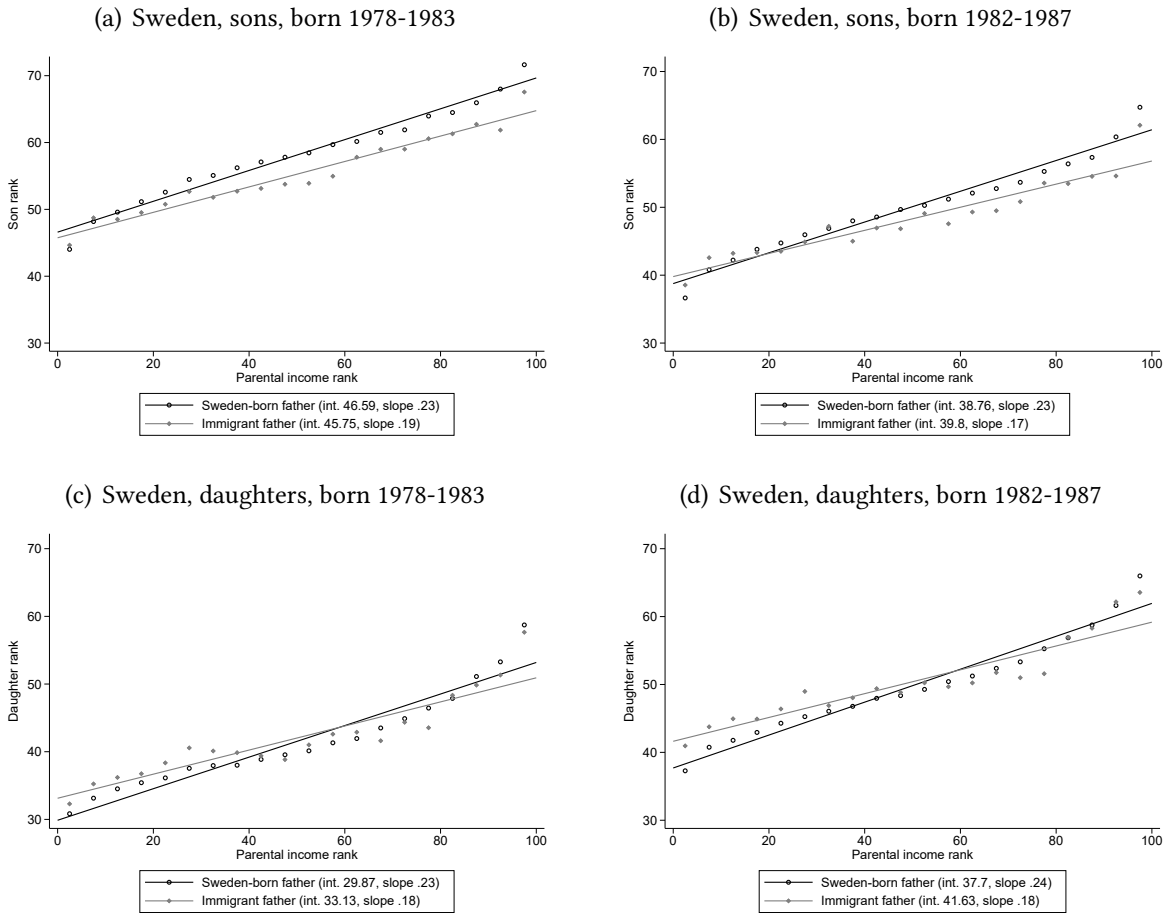 (a) Sweden, sons, born 1978-1983
70
60
50
40
30
Son rank
0 20 40 60 80 100
Parental income rank
Sweden-born father (int. 46.59, slope .23)
Immigrant father (int. 45.75, slope .19)
(b) Sweden, sons, born 1982-1987
70
60
50
40
30
Son rank
0 20 40 60 80 100
Parental income rank
Sweden-born father (int. 38.76, slope .23)
Immigrant father (int. 39.8, slope .17)
(c) Sweden, daughters, born 1978-1983
70
60
50
40
30
Daughter rank
0 20 40 60 80 100
Parental income rank
Sweden-born father (int. 29.87, slope .23)
Immigrant father (int. 33.13, slope .18)
(d) Sweden, daughters, born 1982-1987
70
60
50
40
30
Daughter rank
0 20 40 60 80 100
Parental income rank
Sweden-born father (int. 37.7, slope .24)
Immigrant father (int. 41.63, slope .18)